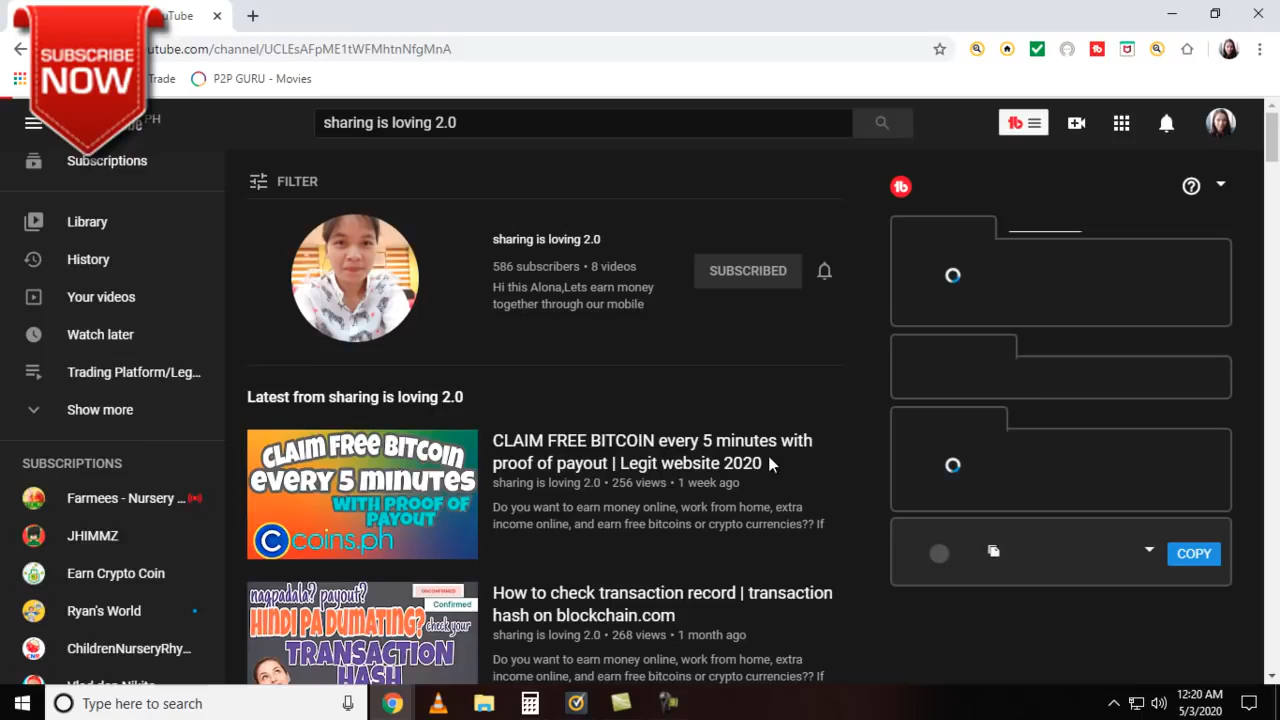 uTube
SUBSCRIBE
NOW
utube.com/channel/UCLEsAFpME1tWFMhtnNfgMnA
Trade
P2P GURU - Movies
PH
sharing is loving 2.0
Subscriptions
FILTER
Library
History
Your videos
Watch later
Trading Platform/Leg...
Show more
SUBSCRIPTIONS
Farmees - Nursery ...
JHIMMZ
Earn Crypto Coin
Ryan's World
ChildrenNurseryRhy...
Vlad dan Nikita
sharing is loving 2.0
586 subscribers • 8 videos
Hi this Alona,Lets earn money
together through our mobile
SUBSCRIBED
Latest from sharing is loving 2.0
CLAIM FREE BITCOIN
EVERY 5 MINUTES
WITH PROOF OF
PAYOUT
coins.ph
CLAIM FREE BITCOIN every 5 minutes with
proof of payout | Legit website 2020
sharing is loving 2.0 • 256 views • 1 week ago
Do you want to earn money online, work from home, extra
income online, and earn free bitcoins or crypto currencies?? If
nagpadala? payout?
UNCONFIRMED
Confirmed
HINDI PA DUMATING?
check your
TRANSACTION
HASH
How to check transaction record | transaction
hash on blockchain.com
sharing is loving 2.0 • 268 views • 1 month ago
Do you want to earn money online, work from home, extra
income online, and earn free bitcoins or crypto currencies?? If
COPY
Type here to search
12:20 AM
5/3/2020